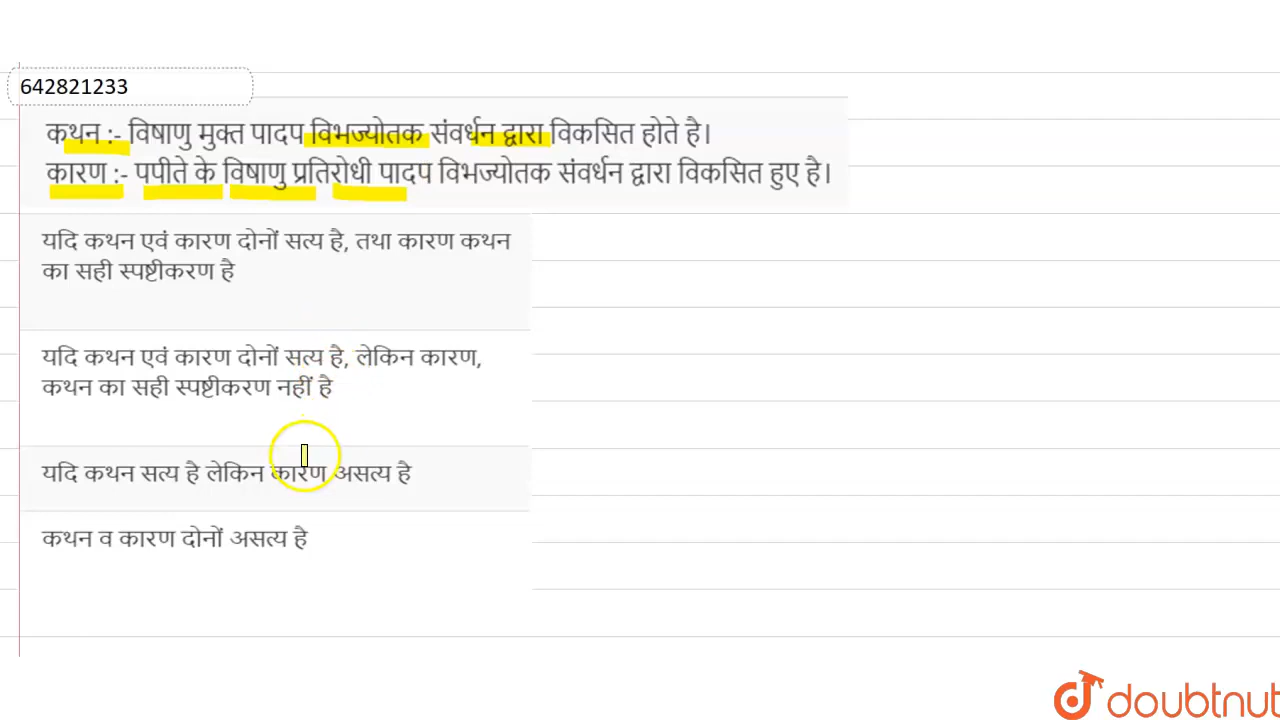 642821233
कथन :- विषाणु मुक्त पादप विभज्योतक संवर्धन द्वारा विकसित होते है।
कारण :- पपीते के विषाणु प्रतिरोधी पादप विभज्योतक संवर्धन द्वारा विकसित हुए है।
यदि कथन एवं कारण दोनों सत्य है, तथा कारण कथन
का सही स्पष्टीकरण है
यदि कथन एवं कारण दोनों सत्य है, लेकिन कारण,
कथन का सही स्पष्टीकरण नहीं है
यदि कथन सत्य है लेकिन कारण असत्य है
कथन व कारण दोनों असत्य है
doubtnut